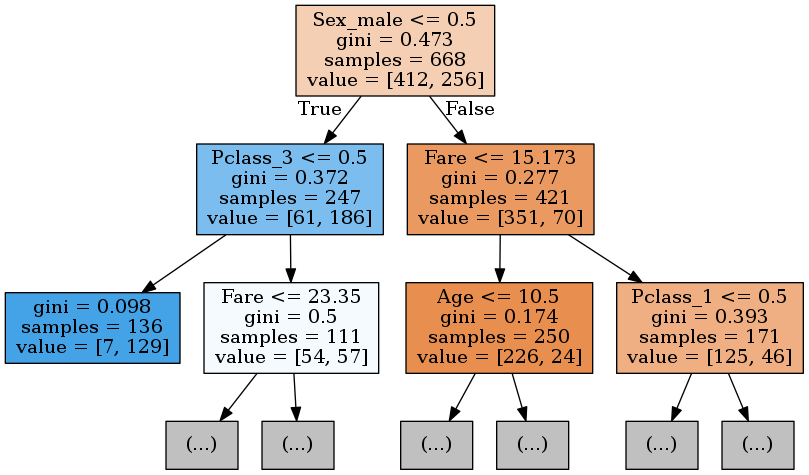 Sex_male <= 0.5
gini = 0.473
samples = 668
value = [412, 256]
True
False
Pclass_3 <= 0.5
gini = 0.372
samples = 247
value = [61, 186]
Fare <= 15.173
gini = 0.277
samples = 421
value = [351, 70]
gini = 0.098
samples = 136
value = [7, 129]
Fare <= 23.35
gini = 0.5
samples = 111
value = [54, 57]
Age <= 10.5
gini = 0.174
samples = 250
value = [226, 24]
Pclass_1 <= 0.5
gini = 0.393
samples = 171
value = [125, 46]
(...)
(...)
(...)
(...)
(...)
(...)